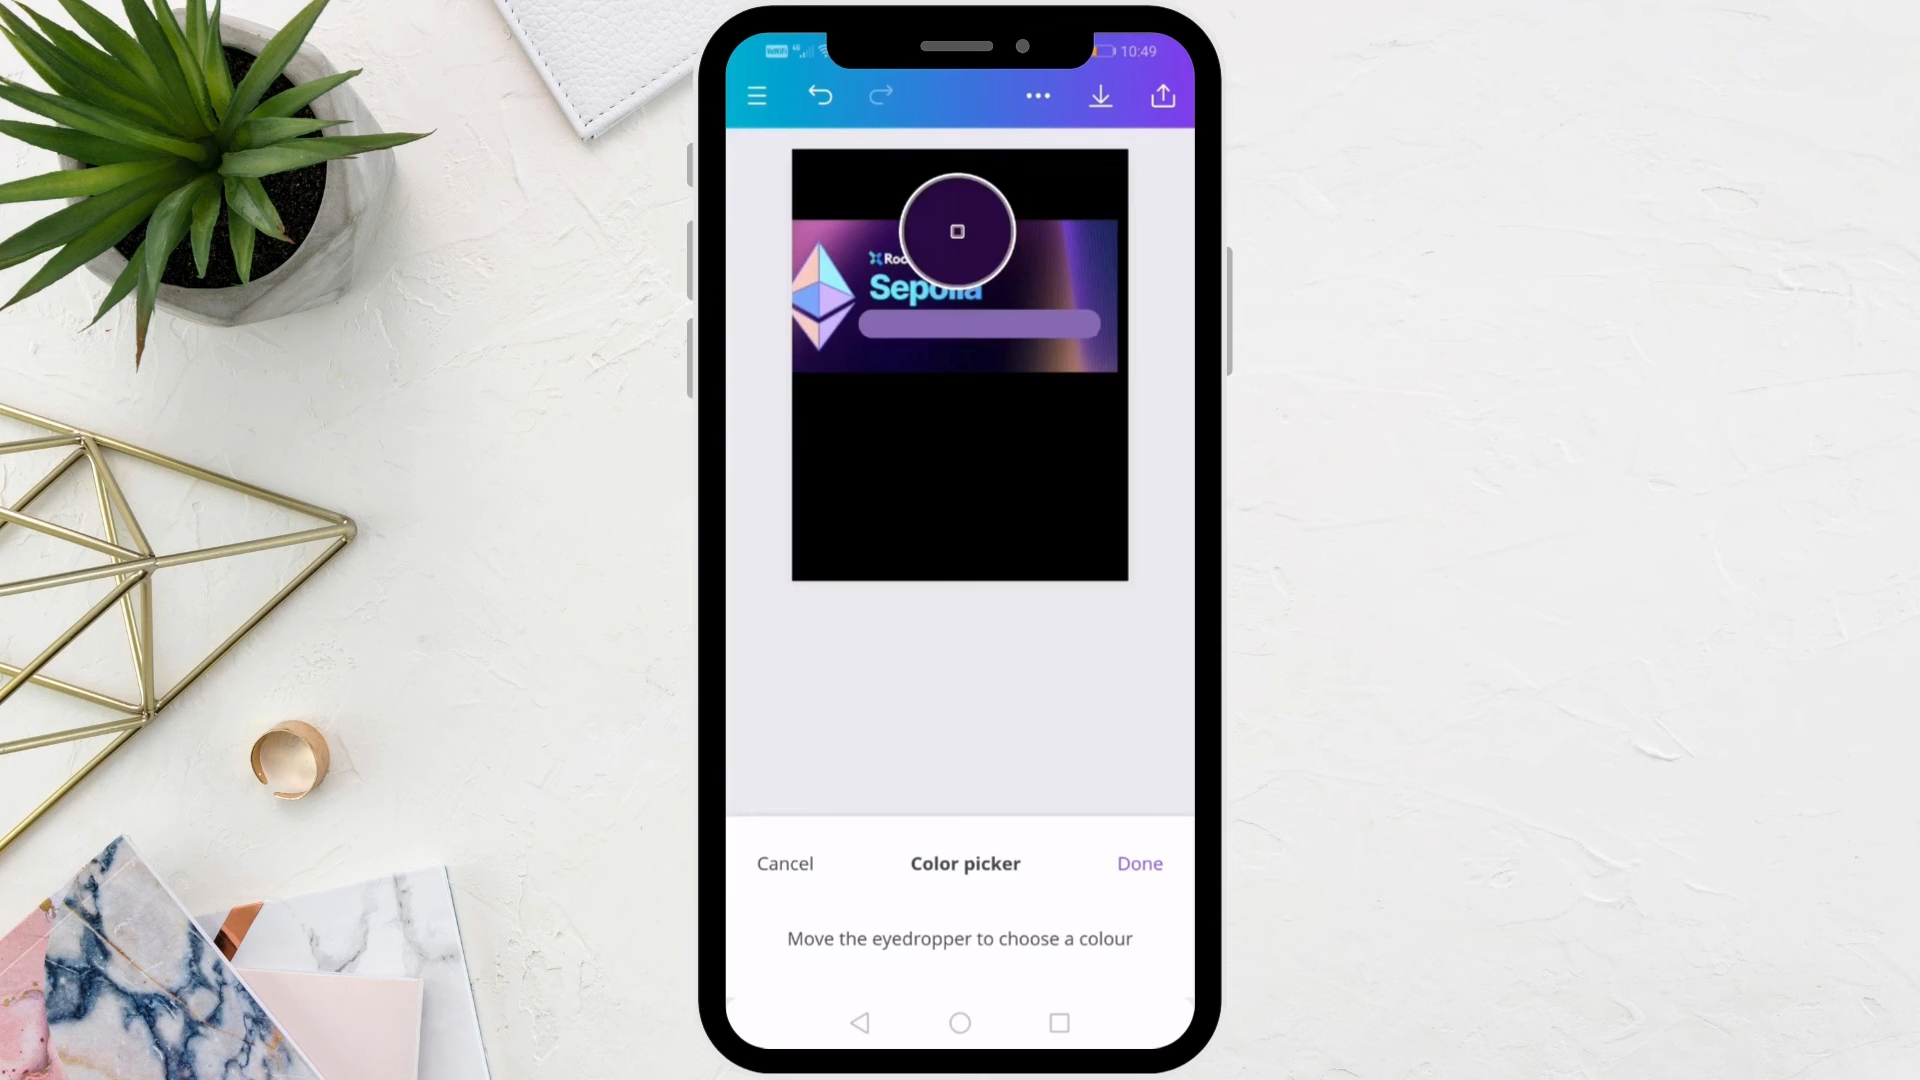 10:49
Sepolia
Cancel
Color picker
Done
Move the eyedropper to choose a colour